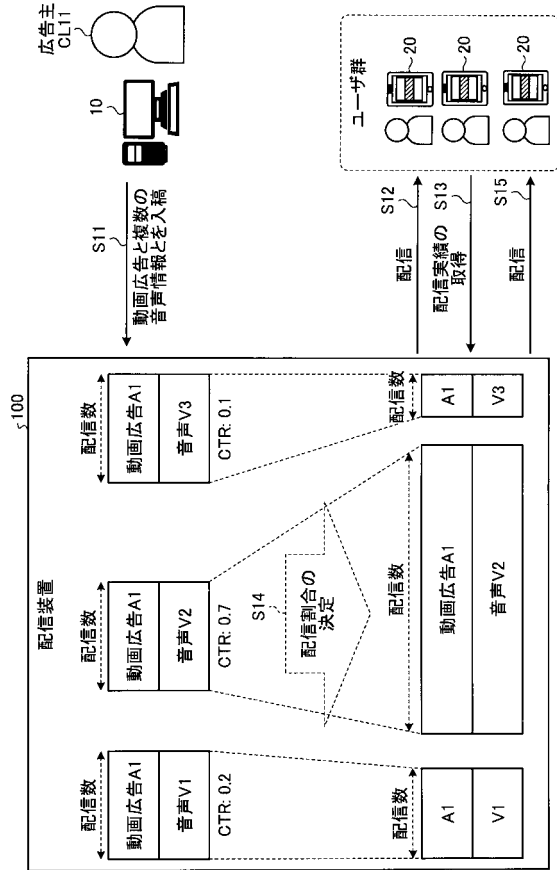 広告主
CL11
10
S11
動画広告と複数の
音声情報とを入稿
100
配信装置
配信数
動画広告A1
音声V1
CTR: 0.2
配信数
動画広告A1
音声V2
CTR: 0.7
配信数
動画広告A1
音声V3
CTR: 0.1
S14
配信割合の
決定
配信数
A1
V1
配信数
動画広告A1
音声V2
配信数
A1
V3
配信
S12
配信実績の
取得
S13
配信
S15
ユーザ群
20
20
20